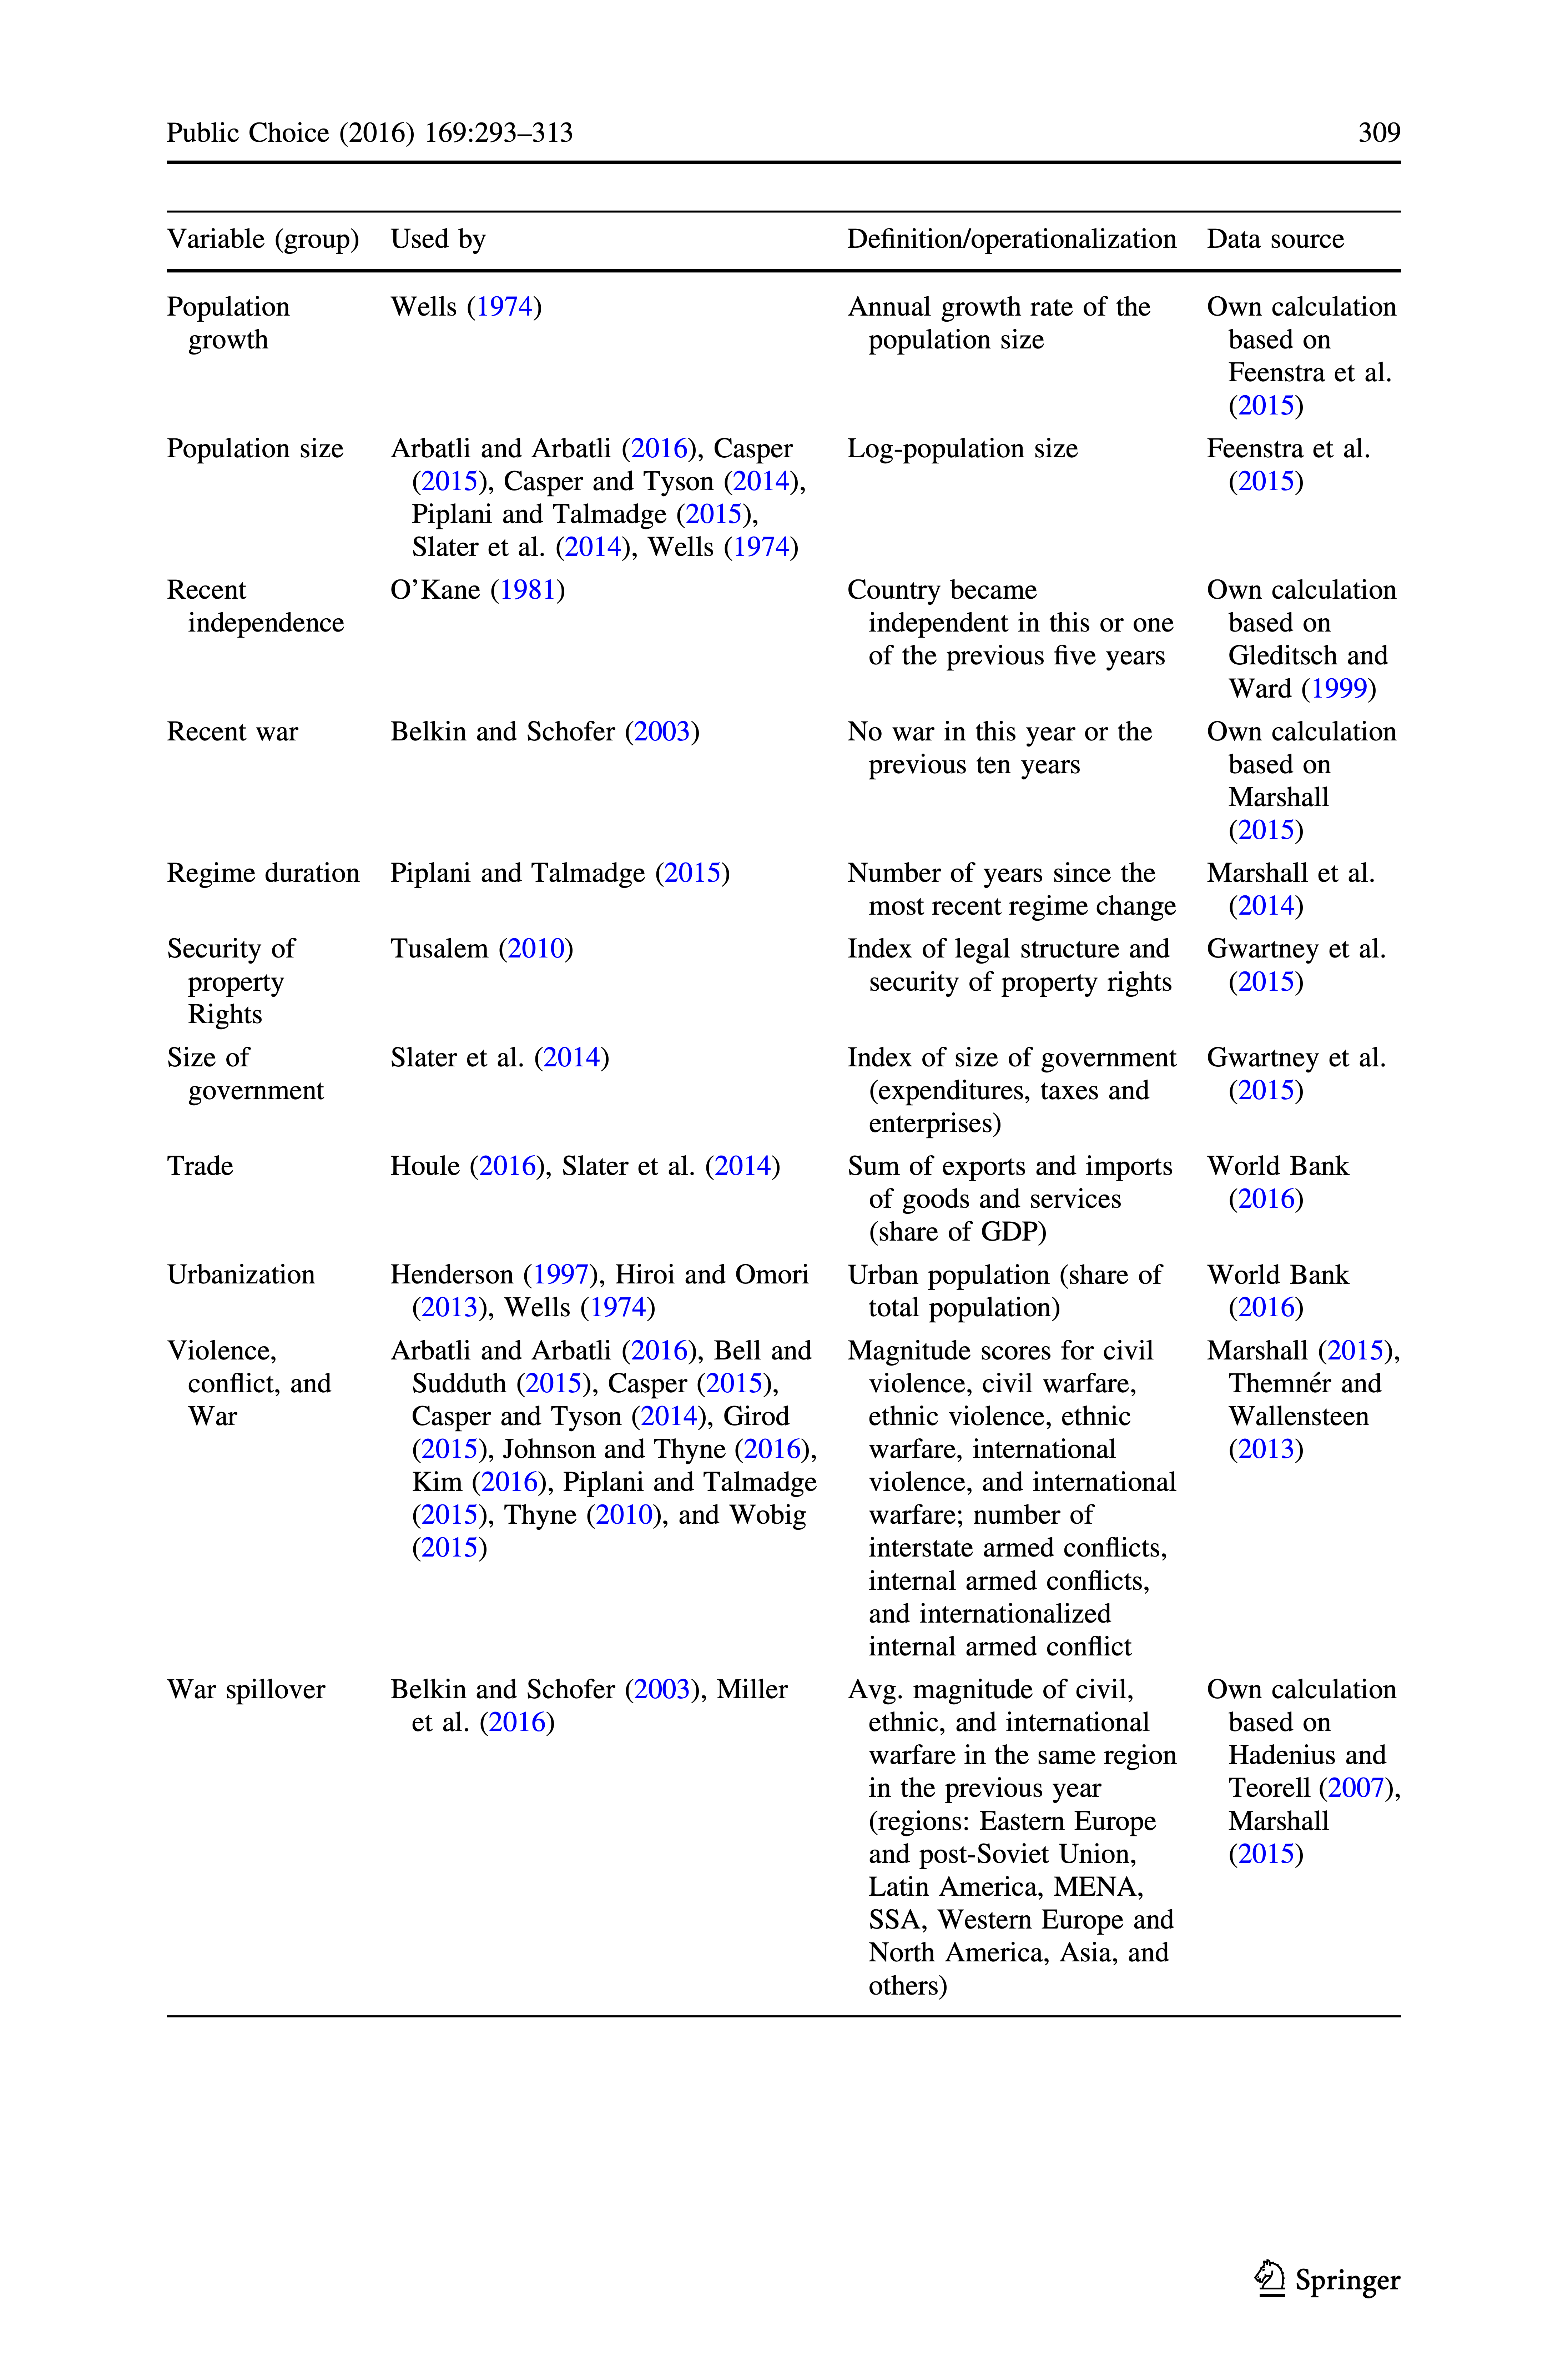 Public Choice (2016) 169:293–313 309
Variable (group) Used by Definition/operationalization Data source
Population growth Wells (1974) Annual growth rate of the population size Own calculation based on Feenstra et al. (2015)
Population size Arbatli and Arbatli (2016), Casper (2015), Casper and Tyson (2014), Piplani and Talmadge (2015), Slater et al. (2014), Wells (1974) Log-population size Feenstra et al. (2015)
Recent independence O’Kane (1981) Country became independent in this or one of the previous five years Own calculation based on Gleditsch and Ward (1999)
Recent war Belkin and Schofer (2003) No war in this year or the previous ten years Own calculation based on Marshall (2015)
Regime duration Piplani and Talmadge (2015) Number of years since the most recent regime change Marshall et al. (2014)
Security of property Rights Tusalem (2010) Index of legal structure and security of property rights Gwartney et al. (2015)
Size of government Slater et al. (2014) Index of size of government (expenditures, taxes and enterprises) Gwartney et al. (2015)
Trade Houle (2016), Slater et al. (2014) Sum of exports and imports of goods and services (share of GDP) World Bank (2016)
Urbanization Henderson (1997), Hiroi and Omori (2013), Wells (1974) Urban population (share of total population) World Bank (2016)
Violence, conflict, and War Arbatli and Arbatli (2016), Bell and Sudduth (2015), Casper (2015), Casper and Tyson (2014), Girod (2015), Johnson and Thyne (2016), Kim (2016), Piplani and Talmadge (2015), Thyne (2010), and Wobig (2015) Magnitude scores for civil violence, civil warfare, ethnic violence, ethnic warfare, international violence, and international warfare; number of interstate armed conflicts, internal armed conflicts, and internationalized internal armed conflict Marshall (2015), Themnér and Wallensteen (2013)
War spillover Belkin and Schofer (2003), Miller et al. (2016) Avg. magnitude of civil, ethnic, and international warfare in the same region in the previous year (regions: Eastern Europe and post-Soviet Union, Latin America, MENA, SSA, Western Europe and North America, Asia, and others) Own calculation based on Hadenius and Teorell (2007), Marshall (2015)
Springer